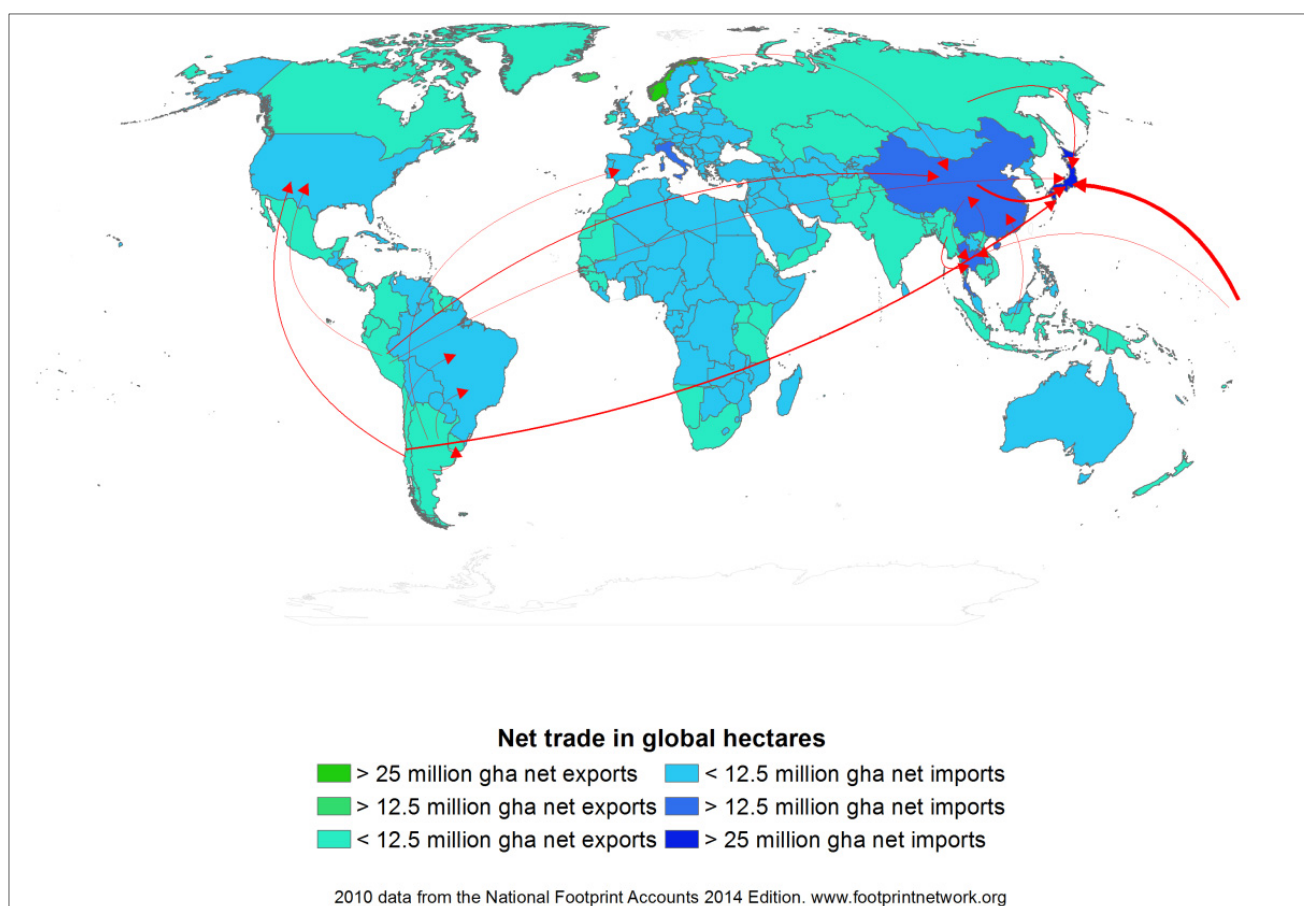 Net trade in global hectares
> 25 million gha net exports
< 12.5 million gha net imports
> 12.5 million gha net exports
> 12.5 million gha net imports
< 12.5 million gha net exports
> 25 million gha net imports
2010 data from the National Footprint Accounts 2014 Edition. www.footprintnetwork.org